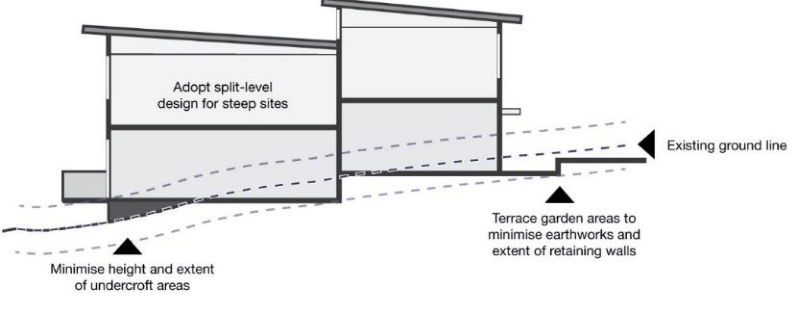 Adopt split-level
design for steep sites
Existing ground line
Terrace garden areas to
minimise earthworks and
extent of retaining walls
Minimise height and extent
of undercroft areas